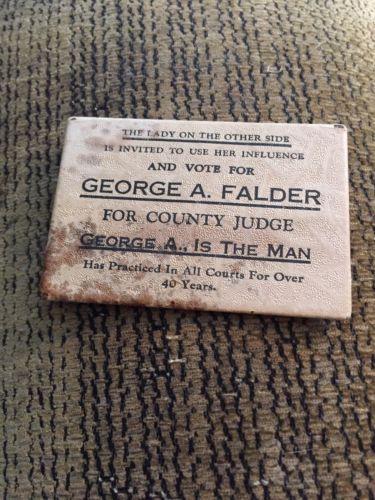 THE LADY ON THE OTHER SIDE
IS INVITED TO USE HER INFLUENCE
AND VOTE FOR
GEORGE A. FALDER
FOR COUNTY JUDGE
GEORGE A., IS THE MAN
Has Practiced In All Courts For Over
40 Years.